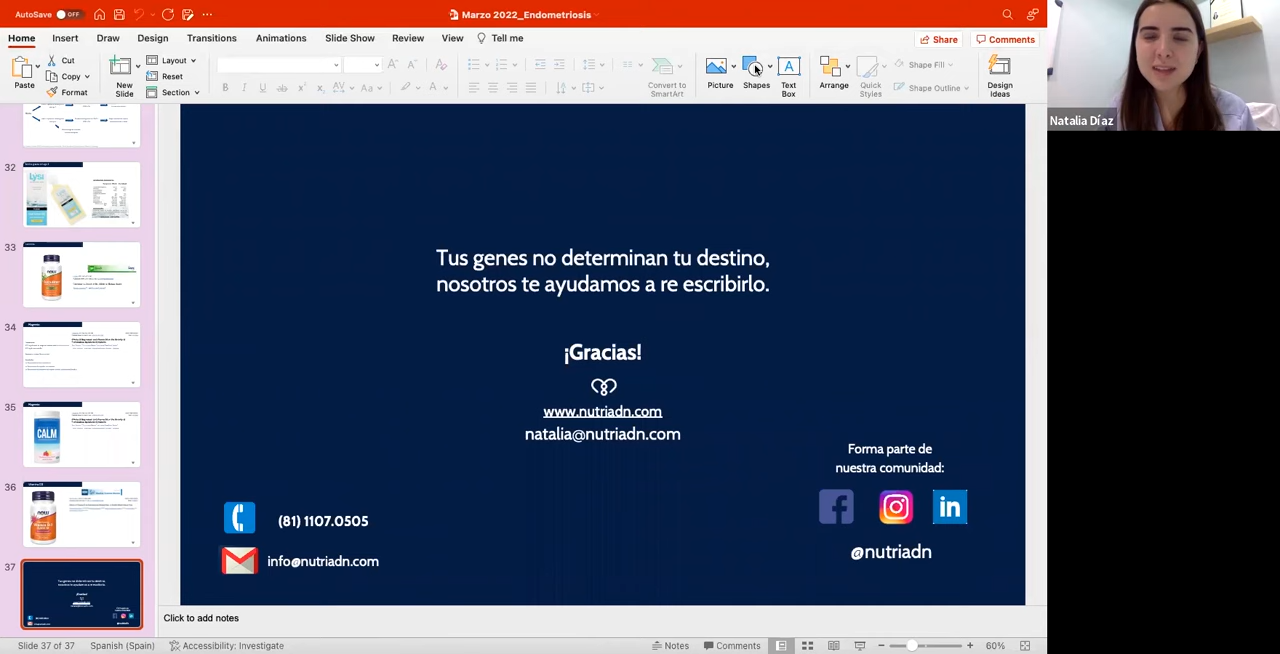 AutoSave OFF
Marzo 2022_Endometriosis
Home Insert Draw Design Transitions Animations Slide Show Review View Tell me
Share Comments
Paste
Cut
Copy
Format
New Slide
Layout
Reset
Section
Convert to SmartArt
Picture
Shapes
Text Box
Arrange
Quick Styles
Shape Fill
Shape Outline
Design Ideas
Natalia Díaz
32
Lysi
33
NOW
34
35
CALM
36
NOW
37
Tus genes no determinan tu destino,
nosotros te ayudamos a re escribirlo.
¡Gracias!
www.nutriadn.com
natalia@nutriadn.com
(81) 1107.0505
info@nutriadn.com
Forma parte de
nuestra comunidad:
in
@nutriadn
Click to add notes
Slide 37 of 37 Spanish (Spain) Accessibility: Investigate Notes Comments 60%